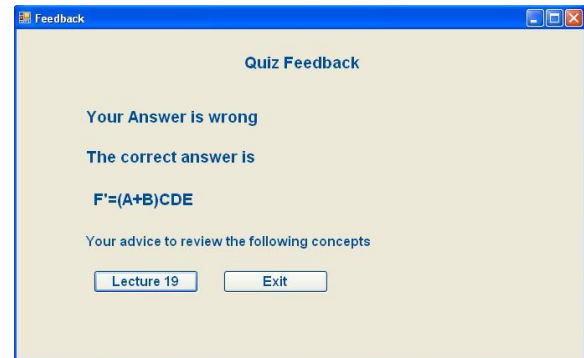 Feedback
Quiz Feedback
Your Answer is wrong
The correct answer is
F'=(A+B)CDE
Your advice to review the following concepts
Lecture 19 Exit